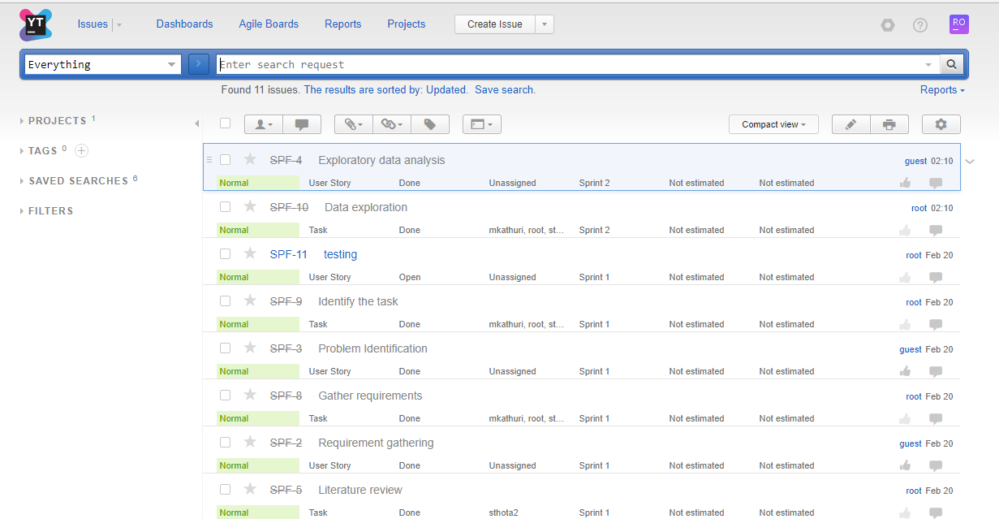 YT Issues Dashboards Agile Boards Reports Projects Create Issue RO
Everything Enter search request
Found 11 issues. The results are sorted by: Updated. Save search. Reports
PROJECTS 1 Compact view
TAGS 0
SAVED SEARCHES 6
FILTERS
SPF-4 Exploratory data analysis guest 02:10
Normal User Story Done Unassigned Sprint 2 Not estimated Not estimated
SPF-10 Data exploration root 02:10
Normal Task Done mkathuri, root, st... Sprint 2 Not estimated Not estimated
SPF-11 testing root Feb 20
Normal User Story Open Unassigned Sprint 1 Not estimated Not estimated
SPF-9 Identify the task root Feb 20
Normal Task Done mkathuri, root, st... Sprint 1 Not estimated Not estimated
SPF-3 Problem Identification guest Feb 20
Normal User Story Done Unassigned Sprint 1 Not estimated Not estimated
SPF-8 Gather requirements root Feb 20
Normal Task Done mkathuri, root, st... Sprint 1 Not estimated Not estimated
SPF-2 Requirement gathering guest Feb 20
Normal User Story Done Unassigned Sprint 1 Not estimated Not estimated
SPF-5 Literature review root Feb 20
Normal Task Done sthota2 Sprint 1 Not estimated Not estimated